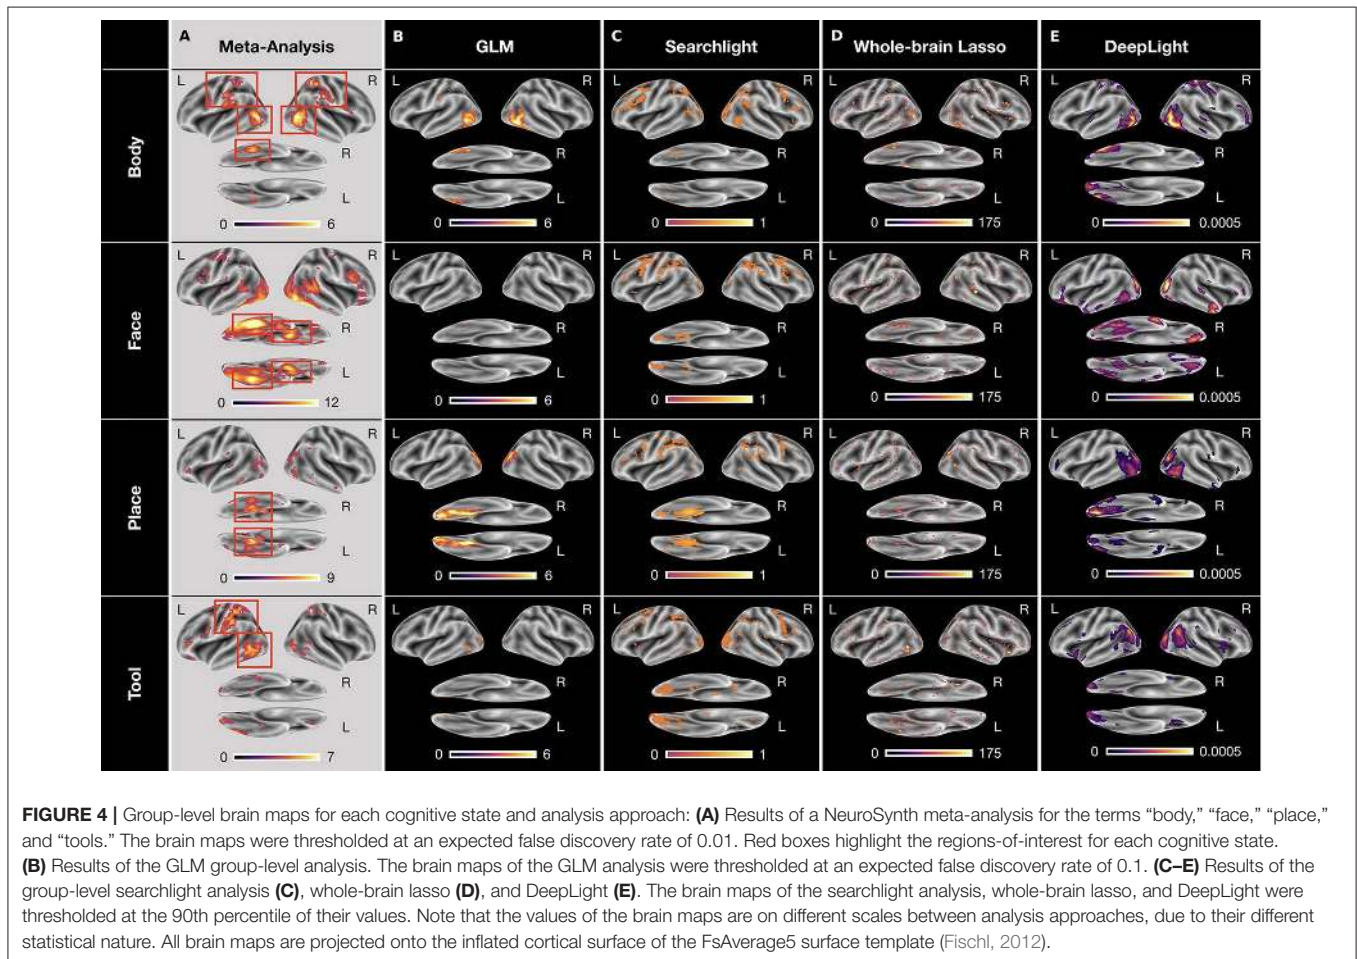 A Meta-Analysis B GLM C Searchlight D Whole-brain Lasso E DeepLight
Body
L R L R L R L R L R
R R R R R
L L L L L
0 6 0 6 0 1 0 175 0 0.0005
Face
L R L R L R L R L R
R R R R R
L L L L L
0 12 0 6 0 1 0 175 0 0.0005
Place
L R L R L R L R L R
R R R R R
L L L L L
0 9 0 6 0 1 0 175 0 0.0005
Tool
L R L R L R L R L R
R R R R R
L L L L L
0 7 0 6 0 1 0 175 0 0.0005
FIGURE 4 | Group-level brain maps for each cognitive state and analysis approach: (A) Results of a NeuroSynth meta-analysis for the terms “body,” “face,” “place,”
and “tools.” The brain maps were thresholded at an expected false discovery rate of 0.01. Red boxes highlight the regions-of-interest for each cognitive state.
(B) Results of the GLM group-level analysis. The brain maps of the GLM analysis were thresholded at an expected false discovery rate of 0.1. (C–E) Results of the
group-level searchlight analysis (C), whole-brain lasso (D), and DeepLight (E). The brain maps of the searchlight analysis, whole-brain lasso, and DeepLight were
thresholded at the 90th percentile of their values. Note that the values of the brain maps are on different scales between analysis approaches, due to their different
statistical nature. All brain maps are projected onto the inflated cortical surface of the FsAverage5 surface template (Fischl, 2012).